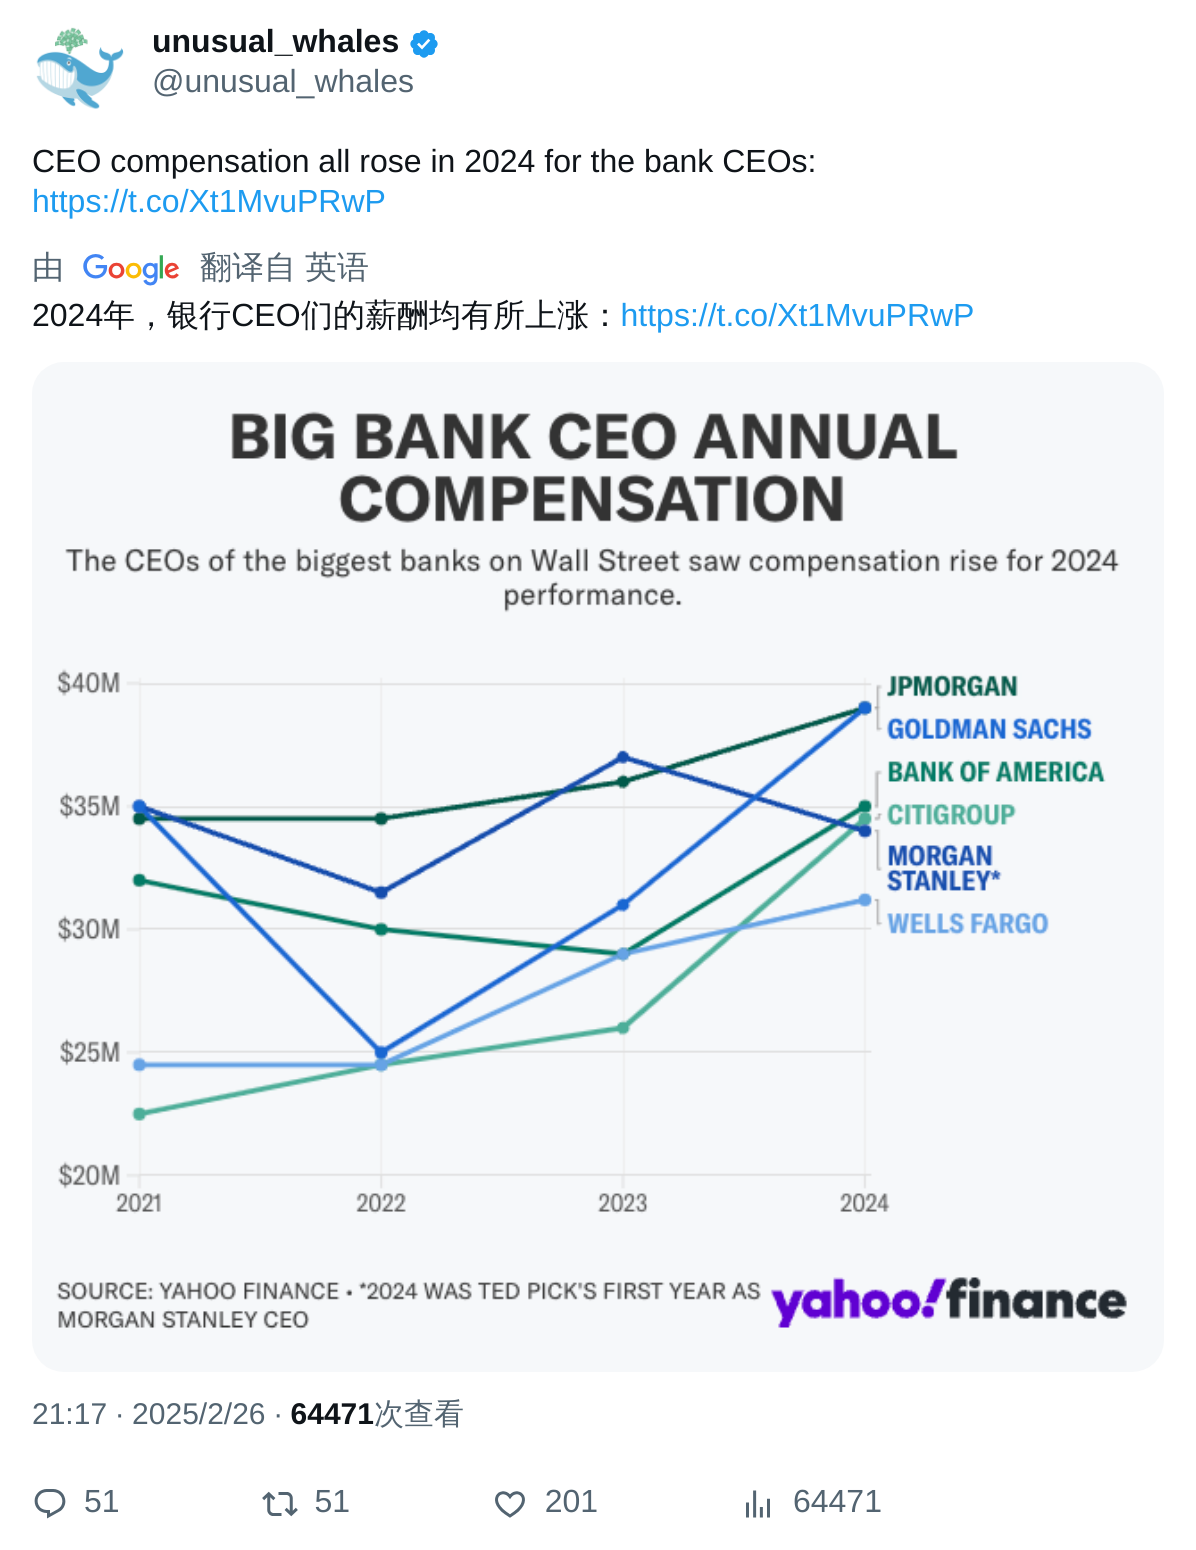 unusual_whales
@unusual_whales
CEO compensation all rose in 2024 for the bank CEOs:
https://t.co/Xt1MvuPRwP
由 Google 翻译自 英语
2024年，银行CEO们的薪酬均有所上涨：https://t.co/Xt1MvuPRwP
BIG BANK CEO ANNUAL
COMPENSATION
The CEOs of the biggest banks on Wall Street saw compensation rise for 2024
performance.
$40M
$35M
$30M
$25M
$20M
2021
2022
2023
2024
JPMORGAN
GOLDMAN SACHS
BANK OF AMERICA
CITIGROUP
MORGAN
STANLEY*
WELLS FARGO
SOURCE: YAHOO FINANCE • *2024 WAS TED PICK'S FIRST YEAR AS
MORGAN STANLEY CEO
yahoo!finance
21:17 · 2025/2/26 · 64471次查看
51
51
201
64471